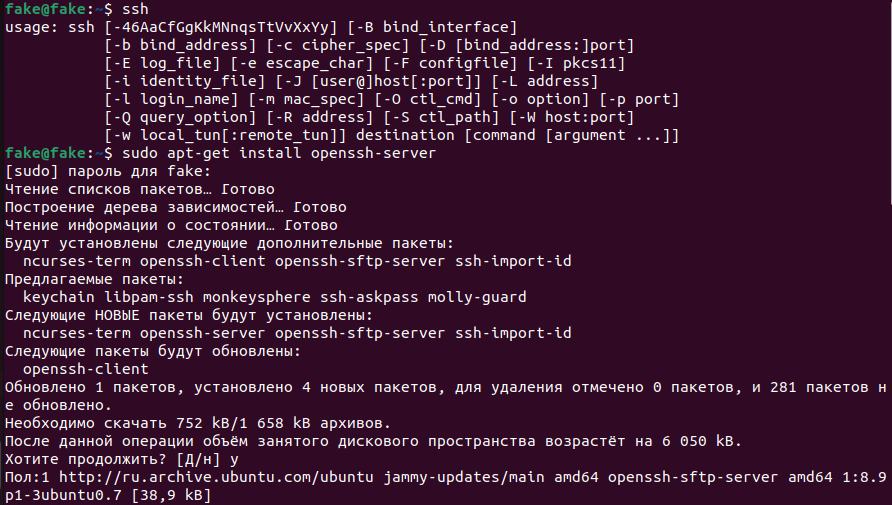 fake@fake:~$ ssh
usage: ssh [-46AaCfGgKkMNnqsTtVvXxYy] [-B bind_interface]
           [-b bind_address] [-c cipher_spec] [-D [bind_address:]port]
           [-E log_file] [-e escape_char] [-F configfile] [-I pkcs11]
           [-i identity_file] [-J [user@]host[:port]] [-L address]
           [-l login_name] [-m mac_spec] [-O ctl_cmd] [-o option] [-p port]
           [-Q query_option] [-R address] [-S ctl_path] [-W host:port]
           [-w local_tun[:remote_tun]] destination [command [argument ...]]
fake@fake:~$ sudo apt-get install openssh-server
[sudo] пароль для fake:
Чтение списков пакетов… Готово
Построение дерева зависимостей… Готово
Чтение информации о состоянии… Готово
Будут установлены следующие дополнительные пакеты:
  ncurses-term openssh-client openssh-sftp-server ssh-import-id
Предлагаемые пакеты:
  keychain libpam-ssh monkeysphere ssh-askpass molly-guard
Следующие НОВЫЕ пакеты будут установлены:
  ncurses-term openssh-server openssh-sftp-server ssh-import-id
Следующие пакеты будут обновлены:
  openssh-client
Обновлено 1 пакетов, установлено 4 новых пакетов, для удаления отмечено 0 пакетов, и 281 пакетов н
е обновлено.
Необходимо скачать 752 kB/1 658 kB архивов.
После данной операции объём занятого дискового пространства возрастёт на 6 050 kB.
Хотите продолжить? [Д/н] y
Пол:1 http://ru.archive.ubuntu.com/ubuntu jammy-updates/main amd64 openssh-sftp-server amd64 1:8.9
p1-3ubuntu0.7 [38,9 kB]